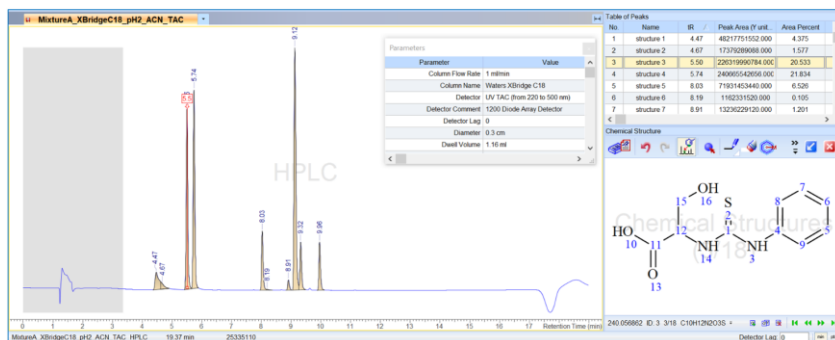 MixtureA_XBridgeC18_pH2_ACN_TAC
HPLC
4.47
4.67
5.5
5.74
8.03
8.19
8.91
9.12
9.32
9.96
0 1 2 3 4 5 6 7 8 9 10 11 12 13 14 15 16 17 18
Retention Time (min)
MixtureA_XBridgeC18_pH2_ACN_TAC_HPLC 19.37 min 25335110
Parameters
Parameter Value
Column Flow Rate 1 ml/min
Column Name Waters XBridge C18
Detector UV TAC (from 220 to 500 nm)
Detector Comment 1200 Diode Array Detector
Detector Lag 0
Diameter 0.3 cm
Dwell Volume 1.16 ml
Table of Peaks
No. Name tR Peak Area (Y unit... Area Percent
1 structure 1 4.47 48217751552.000 4.375
2 structure 2 4.67 17379289088.000 1.577
3 structure 3 5.50 226319990784.000 20.533
4 structure 4 5.74 240665542656.000 21.834
5 structure 5 8.03 71931453440.000 6.526
6 structure 6 8.19 1162331520.000 0.105
7 structure 7 8.91 13236229120.000 1.201
Chemical Structure
Chemical Structures
OH
16
15
S
2
7
8
6
HO
10
11
12
4
5
9
NH
14
NH
3
O
13
240.056862 ID: 3 3/18 C10H12N2O3S
Detector Lag: 0